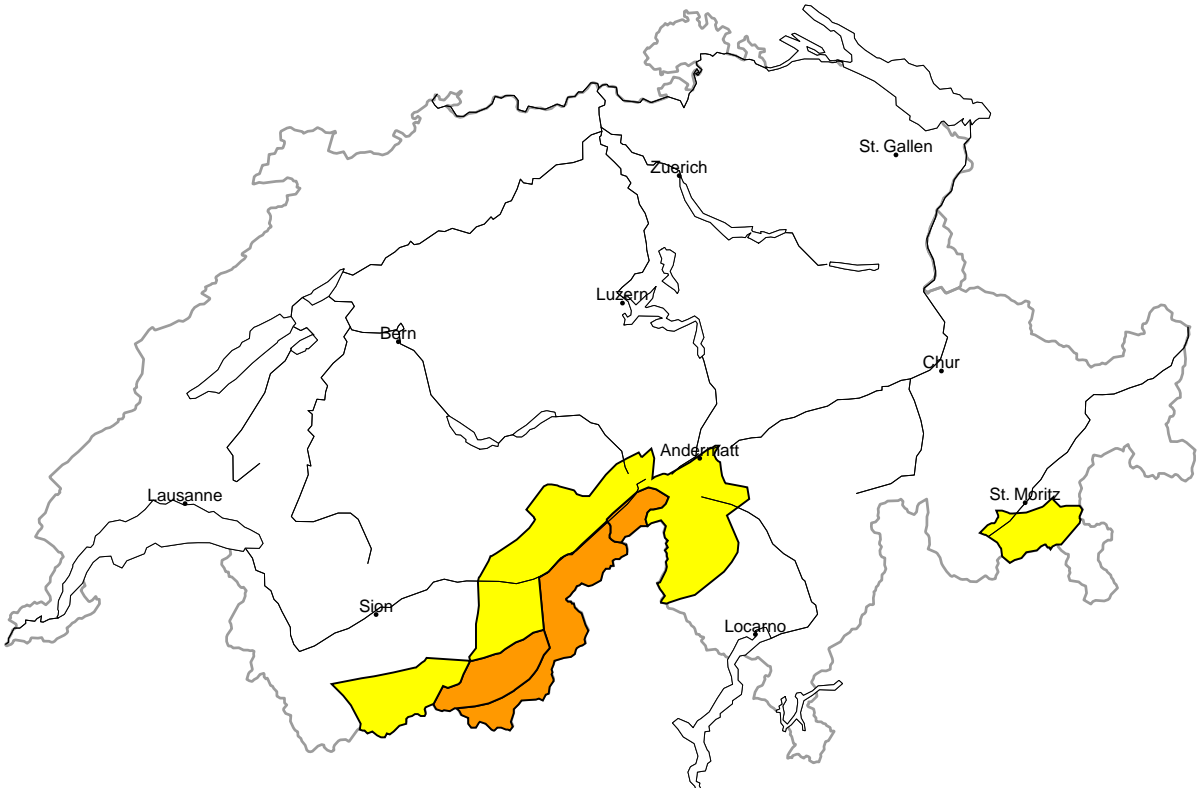 St. Gallen
Zuerich
Luzern
Bern
Chur
Andermatt
Lausanne
St. Moritz
Sion
Locarno